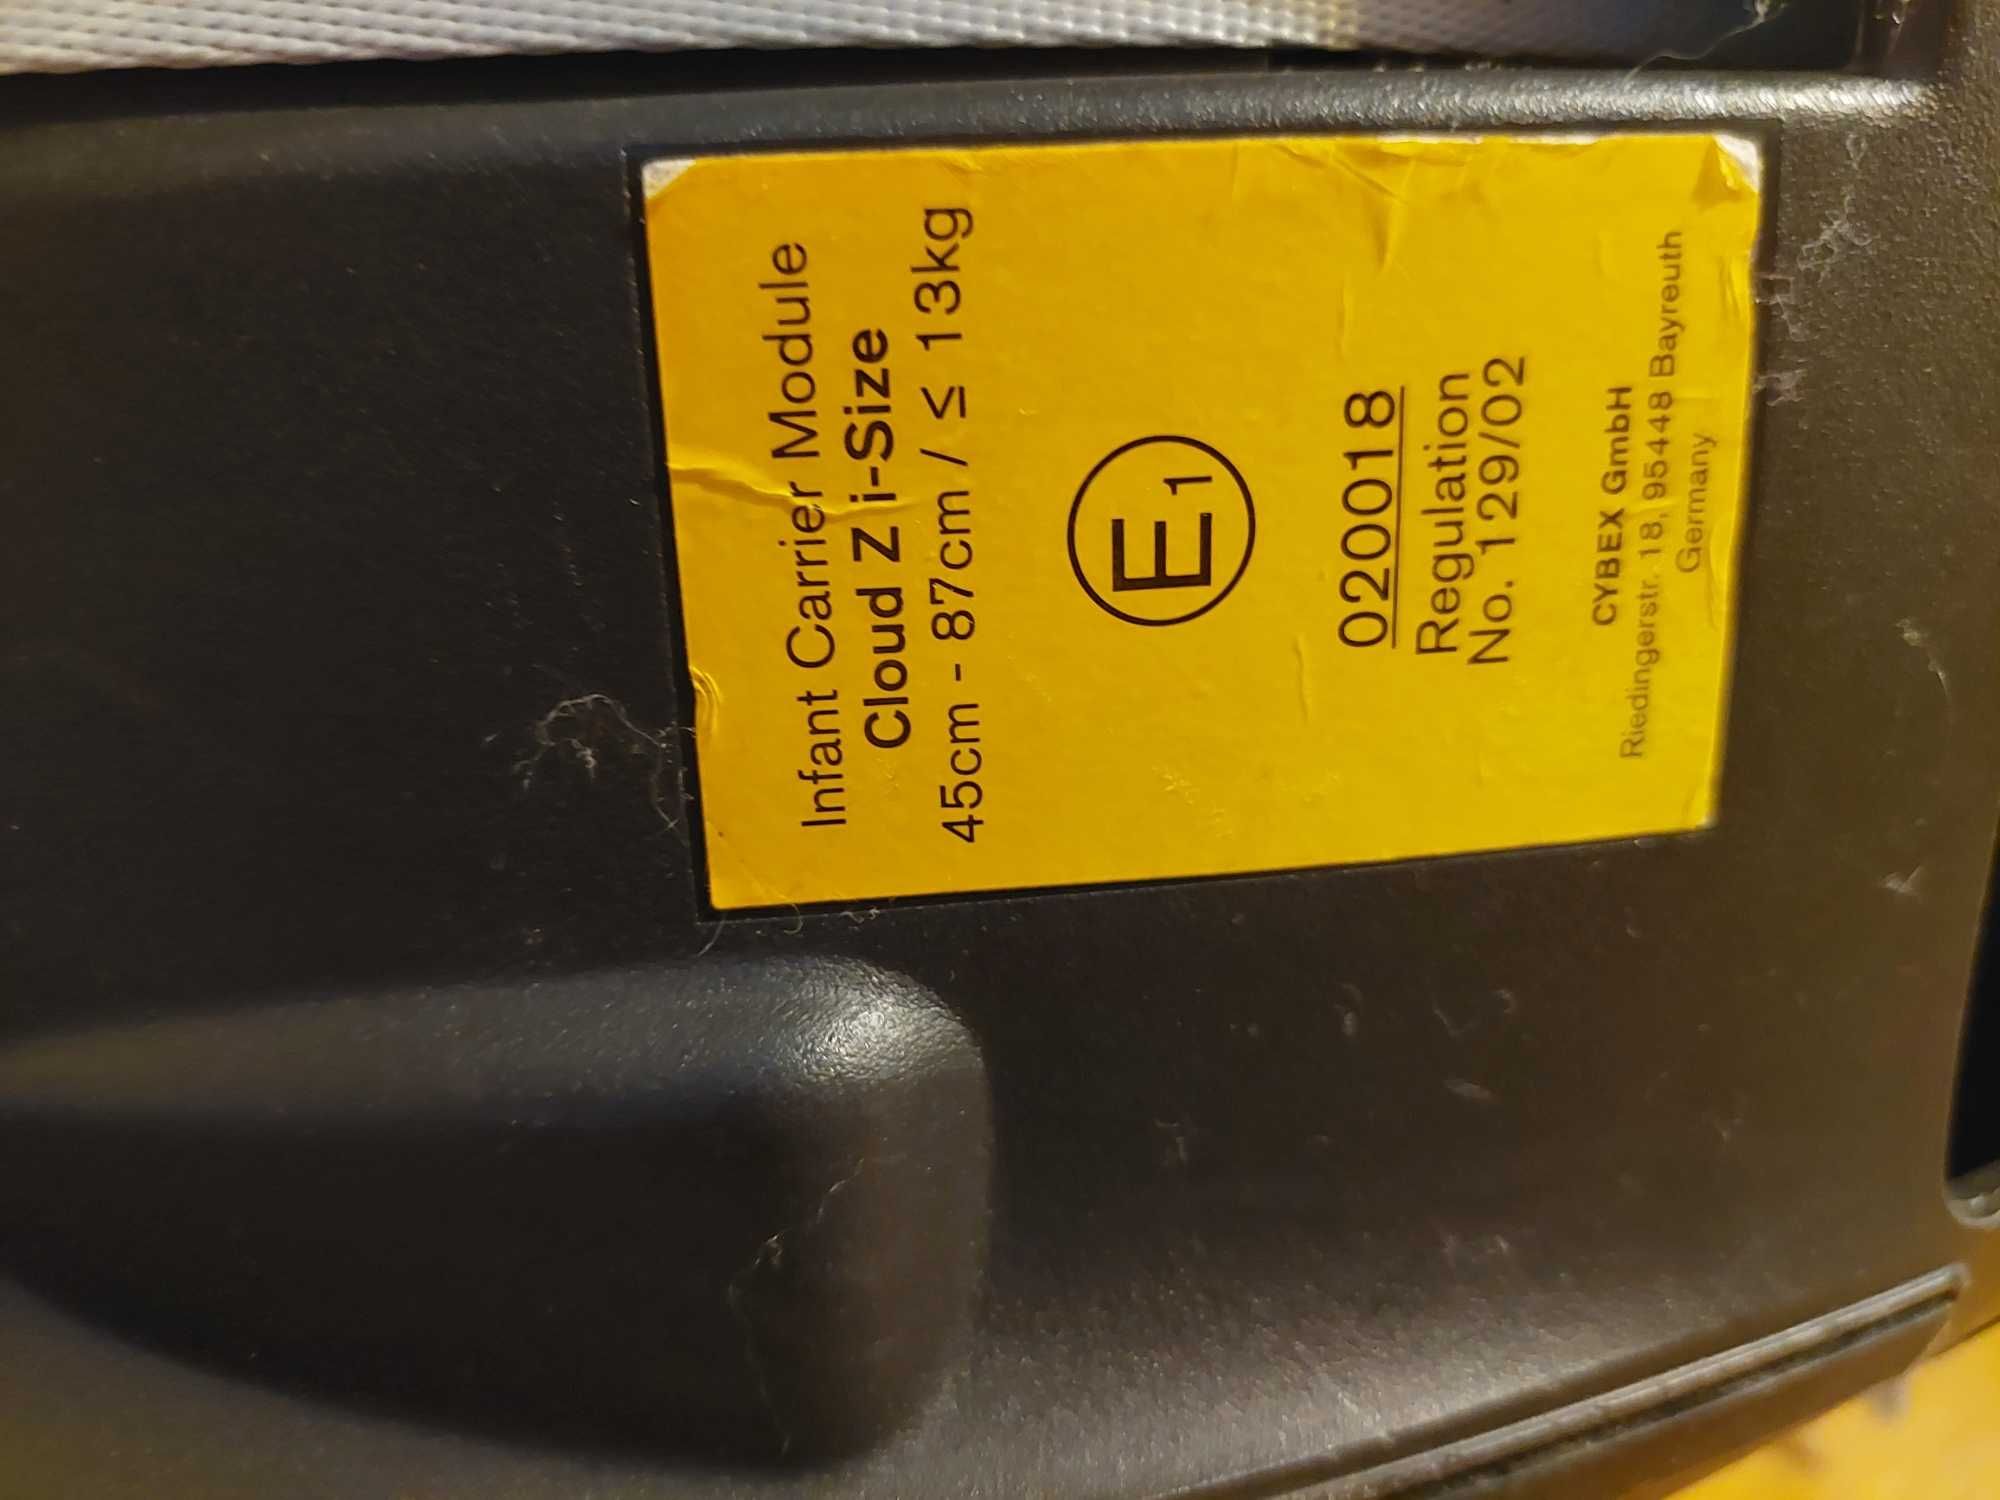 Infant Carrier Module
Cloud Z i-Size
45cm - 87cm / ≤ 13kg
E1
020018
Regulation
No. 129/02
CYBEX GmbH
Riedingerstr. 18, 95448 Bayreuth
Germany